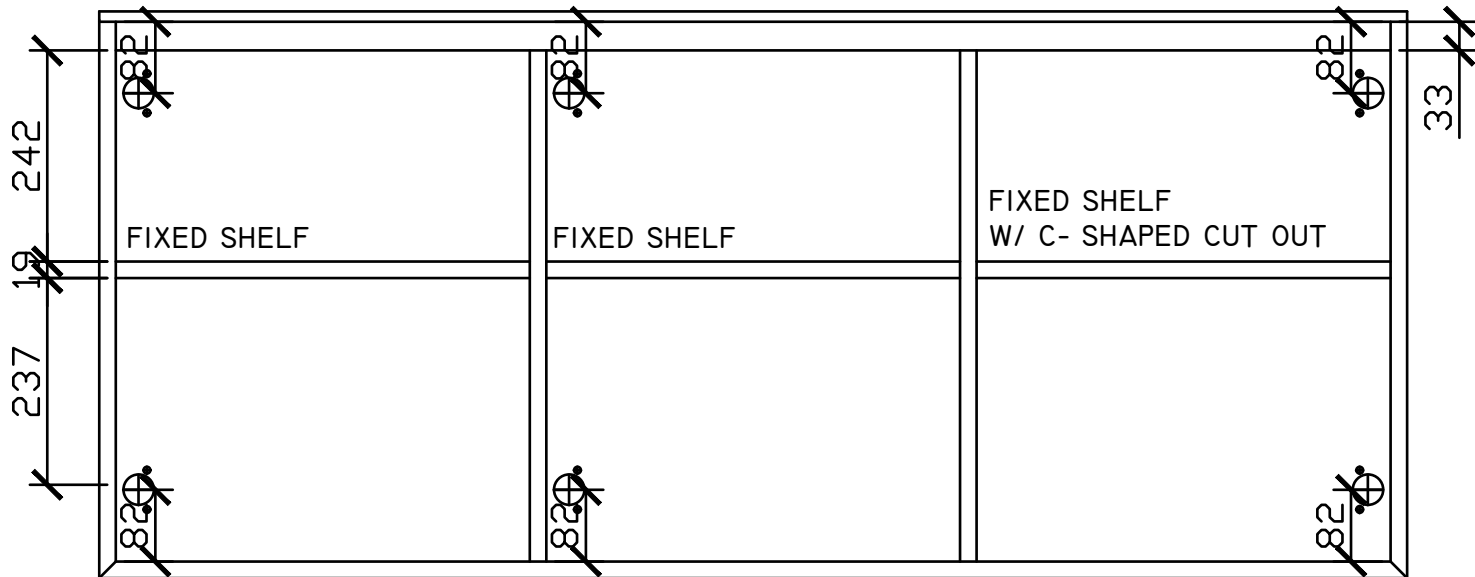 82
82
82
33
242
FIXED SHELF
FIXED SHELF
FIXED SHELF
W/ C- SHAPED CUT OUT
19
237
82
82
82